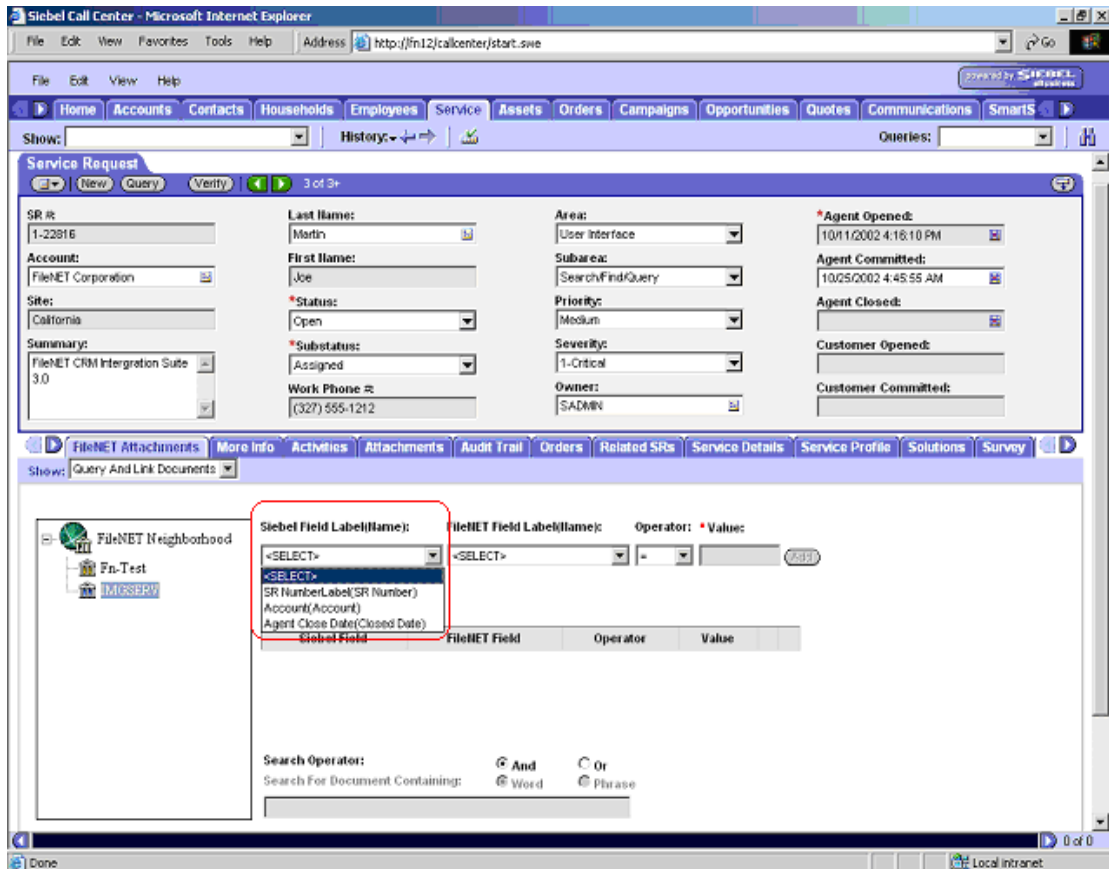 Siebel Call Center - Microsoft Internet Explorer
File Edit View Favorites Tools Help Address http://fn12/callcenter/start.swe Go
File Edit View Help powered by SIEBEL
Home Accounts Contacts Households Employees Service Assets Orders Campaigns Opportunities Quotes Communications SmartS
Show: History: Queries:
Service Request
New Query Verify 3 of 3+
SR #: Last Name: Area: *Agent Opened:
1-22816 Martin User Interface 10/11/2002 4:16:10 PM
Account: First Name: Subarea: Agent Committed:
FileNET Corporation Joe Search/Find/Query 10/25/2002 4:45:55 AM
Site: *Status: Priority: Agent Closed:
California Open Medium
Summary: *Substatus: Severity: Customer Opened:
FileNET CRM Intergration Suite Assigned 1-Critical
3.0
Work Phone #: Owner: Customer Committed:
(327) 555-1212 SADMIN
FileNET Attachments More Info Activities Attachments Audit Trail Orders Related SRs Service Details Service Profile Solutions Survey
Show: Query And Link Documents
Siebel Field Label(Name): FileNET Field Label(Name): Operator: *Value:
FileNET Neighborhood
<SELECT> <SELECT> = Add
Fn-Test
<SELECT>
IMGSERV
SR NumberLabel(SR Number)
Account(Account)
Agent Close Date(Closed Date)
Siebel Field FileNET Field Operator Value
Search Operator: And Or
Search For Document Containing: Word Phrase
0 of 0
Done Local intranet